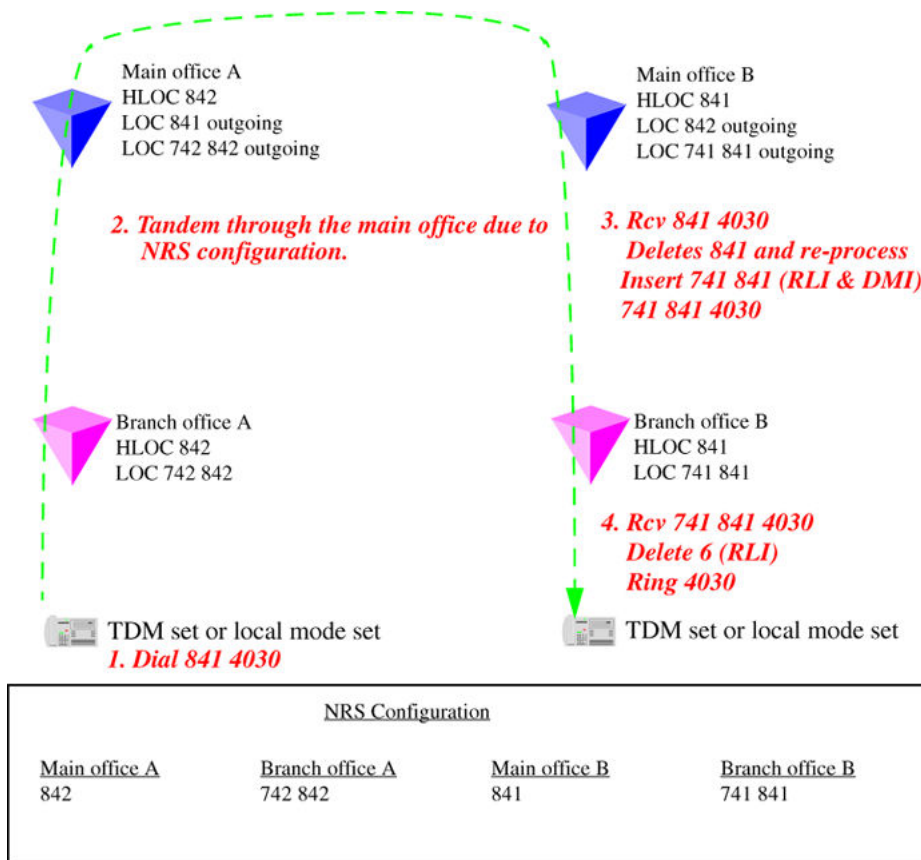 Main office A
HLOC 842
LOC 841 outgoing
LOC 742 842 outgoing
Main office B
HLOC 841
LOC 842 outgoing
LOC 741 841 outgoing
2. Tandem through the main office due to
NRS configuration.
3. Rcv 841 4030
Deletes 841 and re-process
Insert 741 841 (RLI & DMI)
741 841 4030
Branch office A
HLOC 842
LOC 742 842
Branch office B
HLOC 841
LOC 741 841
4. Rcv 741 841 4030
Delete 6 (RLI)
Ring 4030
TDM set or local mode set
1. Dial 841 4030
TDM set or local mode set
NRS Configuration
Main office A
842
Branch office A
742 842
Main office B
841
Branch office B
741 841